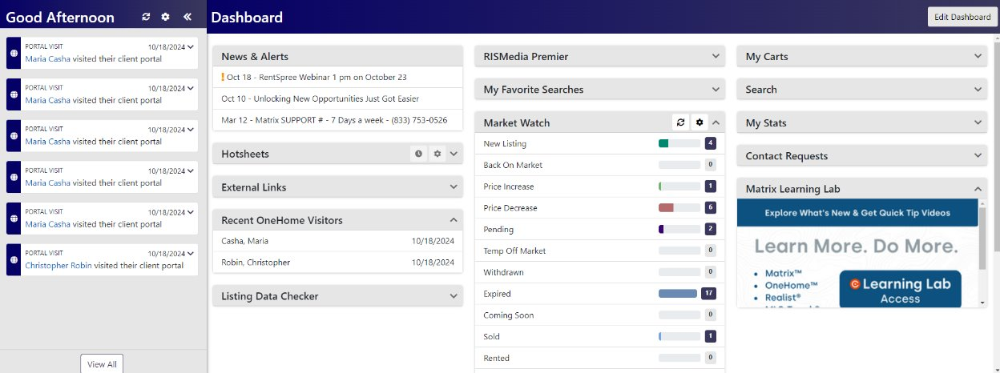 Good Afternoon
PORTAL VISIT 10/18/2024
Maria Casha visited their client portal
PORTAL VISIT 10/18/2024
Maria Casha visited their client portal
PORTAL VISIT 10/18/2024
Maria Casha visited their client portal
PORTAL VISIT 10/18/2024
Maria Casha visited their client portal
PORTAL VISIT 10/18/2024
Maria Casha visited their client portal
PORTAL VISIT 10/18/2024
Christopher Robin visited their client portal
View All
Dashboard
Edit Dashboard
News & Alerts
! Oct 18 - RentSpree Webinar 1 pm on October 23
Oct 10 - Unlocking New Opportunities Just Got Easier
Mar 12 - Matrix SUPPORT # - 7 Days a week - (833) 753-0526
Hotsheets
External Links
Recent OneHome Visitors
Casha, Maria 10/18/2024
Robin, Christopher 10/18/2024
Listing Data Checker
RISMedia Premier
My Favorite Searches
Market Watch
New Listing 4
Back On Market 0
Price Increase 1
Price Decrease 6
Pending 2
Temp Off Market 0
Withdrawn 0
Expired 17
Coming Soon 0
Sold 1
Rented 0
My Carts
Search
My Stats
Contact Requests
Matrix Learning Lab
Explore What's New & Get Quick Tip Videos
Learn More. Do More.
• Matrix™
• OneHome™
• Realist®
Learning Lab
Access